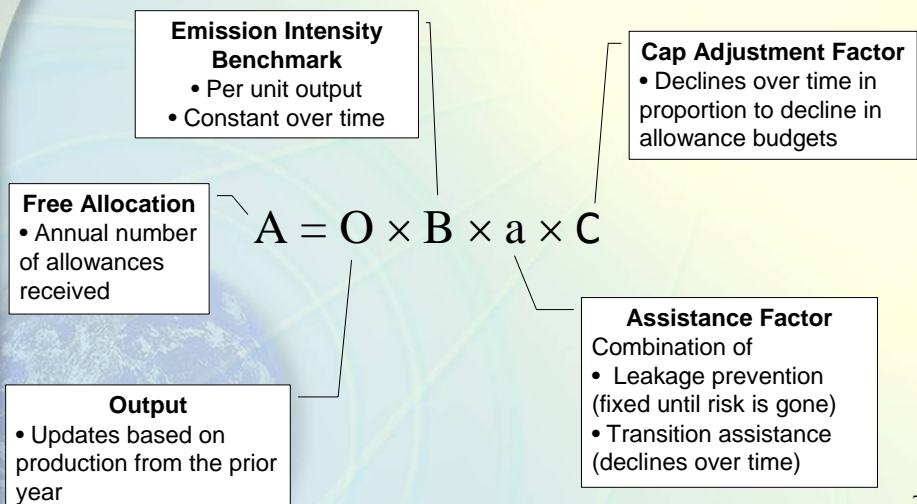 Emission Intensity
Benchmark
• Per unit output
• Constant over time
Cap Adjustment Factor
• Declines over time in
proportion to decline in
allowance budgets
Free Allocation
• Annual number
of allowances
received
A = O × B × a × C
Output
• Updates based on
production from the prior
year
Assistance Factor
Combination of
• Leakage prevention
(fixed until risk is gone)
• Transition assistance
(declines over time)